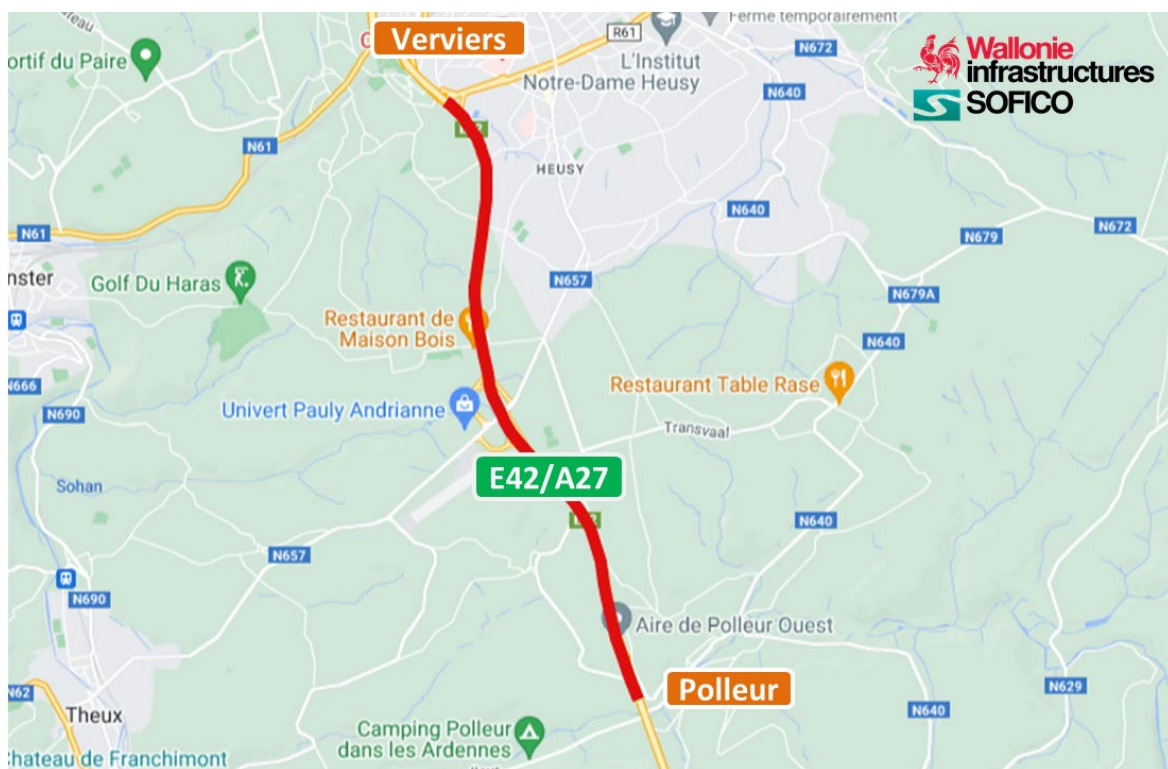 Verviers
R61
Ferme temporairement
N672
L'Institut
Notre-Dame Heusy
Wallonie
infrastructures
SOFICO
ortif du Paire
N640
N61
HEUSY
N640
N672
N61
N679
nster
Golf Du Haras
N657
N679A
Restaurant de
Maison Bois
N640
N666
Restaurant Table Rase
N690
Univert Pauly Andrianne
Transvaal
E42/A27
Sohan
N640
N657
N690
Aire de Polleur Ouest
Polleur
N62
N629
Theux
N640
Camping Polleur
dans les Ardennes
hateau de Franchimont